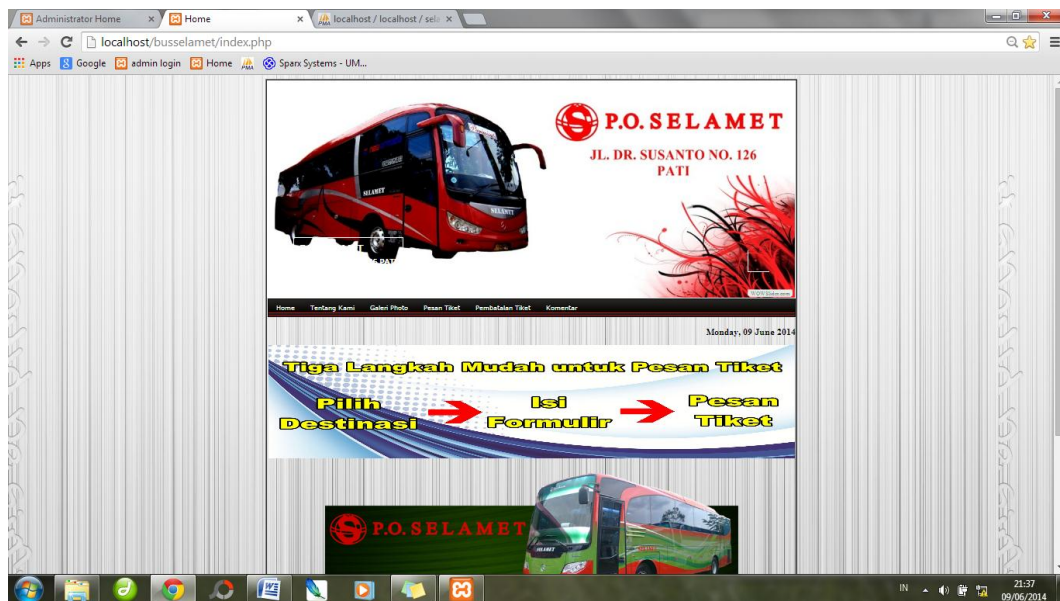 Administrator Home
Home
localhost / localhost / sela
localhost/busselamet/index.php
Apps
Google
admin login
Home
Sparx Systems - UM...
P.O. SELAMET
JL. DR. SUSANTO NO. 126
PATI
SELAMET
SELAMET
Home
Tentang Kami
Galeri Photo
Pesan Tiket
Pembatalan Tiket
Komentar
Monday, 09 June 2014
Tiga Langkah Mudah untuk Pesan Tiket
Pilih
Destinasi
Isi
Formulir
Pesan
Tiket
P.O. SELAMET
SELAMET
IN
21:37
09/06/2014